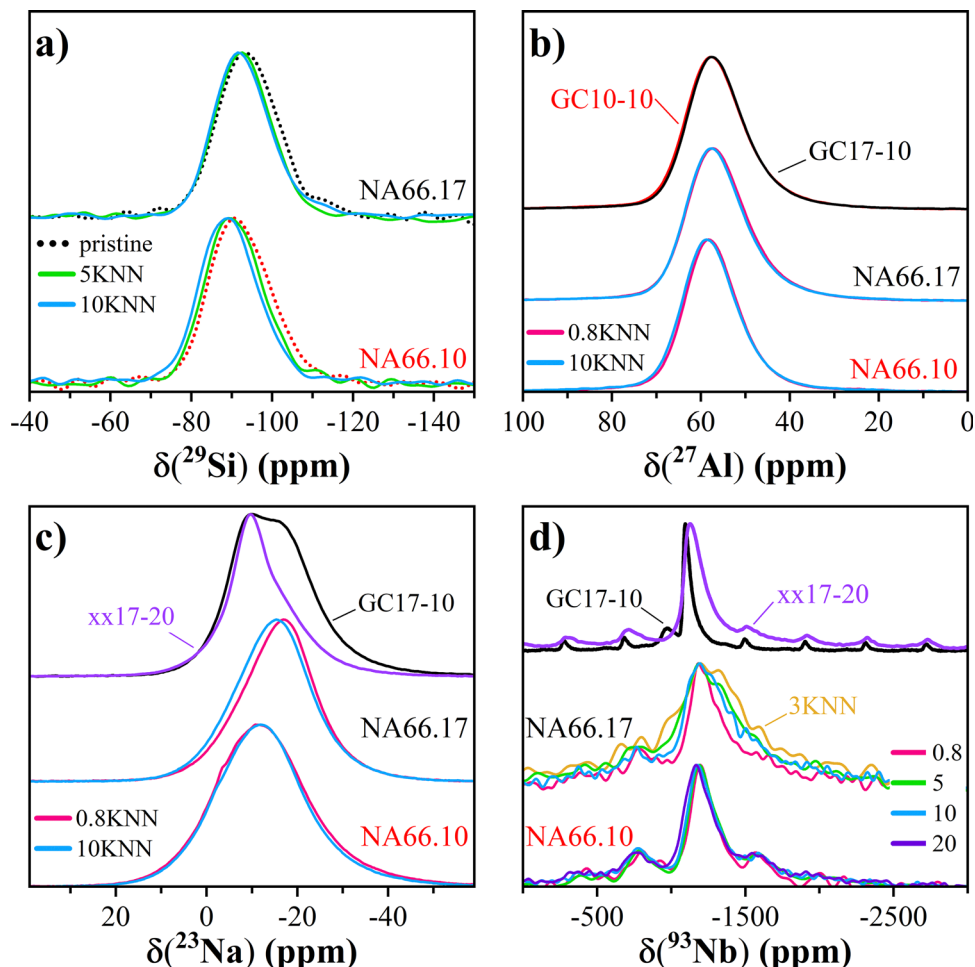 a)
NA66.17
pristine
5KNN
10KNN
NA66.10
-40 -60 -80 -100 -120 -140
δ(²⁹Si) (ppm)
b)
GC10-10
GC17-10
NA66.17
0.8KNN
10KNN
NA66.10
100 80 60 40 20 0
δ(²⁷Al) (ppm)
c)
xx17-20
GC17-10
NA66.17
0.8KNN
10KNN
NA66.10
20 0 -20 -40
δ(²³Na) (ppm)
d)
GC17-10
xx17-20
3KNN
NA66.17
0.8
5
10
20
NA66.10
-500 -1500 -2500
δ(⁹³Nb) (ppm)